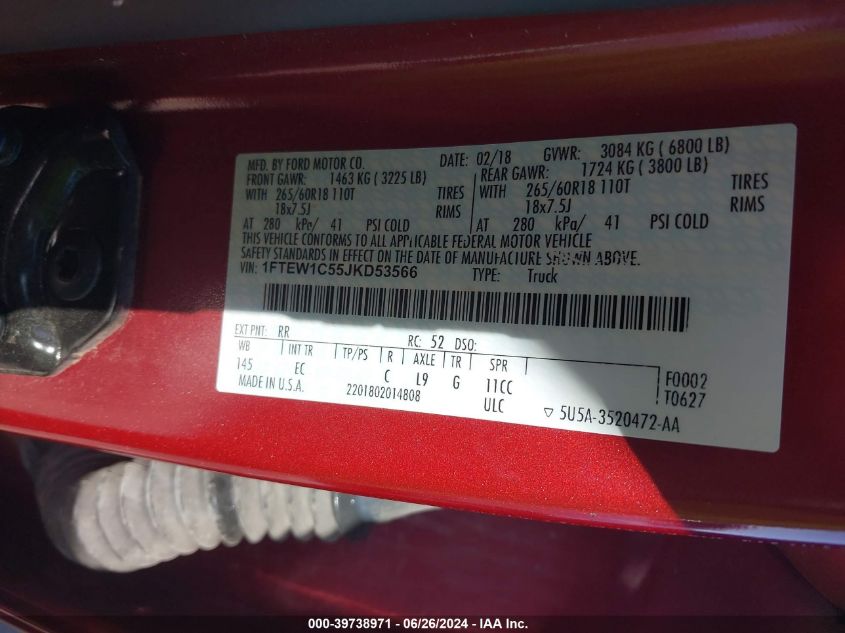 MFD. BY FORD MOTOR CO. DATE: 02/18 GVWR: 3084 KG ( 6800 LB)
FRONT GAWR: 1463 KG ( 3225 LB) REAR GAWR: 1724 KG ( 3800 LB)
WITH 265/60R18 110T TIRES WITH 265/60R18 110T TIRES
18x7.5J RIMS 18x7.5J RIMS
AT 280 kPa/ 41 PSI COLD AT 280 kPa/ 41 PSI COLD
THIS VEHICLE CONFORMS TO ALL APPLICABLE FEDERAL MOTOR VEHICLE
SAFETY STANDARDS IN EFFECT ON THE DATE OF MANUFACTURE SHOWN ABOVE.
VIN: 1FTEW1C55JKD53566 TYPE: Truck
EXT PNT: RR RC: 52 DSO:
WB INT TR TP/PS R AXLE TR SPR
145 EC C L9 G 11CC F0002
MADE IN U.S.A. 2201802014808 ULC T0627
▽ 5U5A-3520472-AA
000-39738971 / 06/26/2024 / IAA Inc.